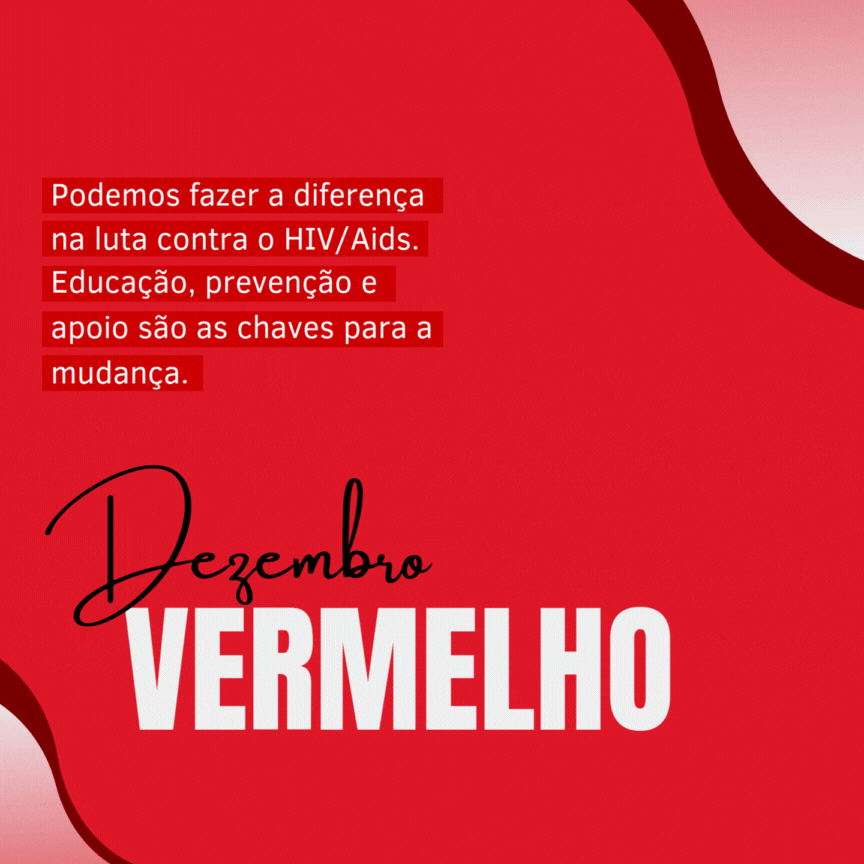 Podemos fazer a diferença
na luta contra o HIV/Aids.
Educação, prevenção e
apoio são as chaves para a
mudança.
Dezembro
VERMELHO